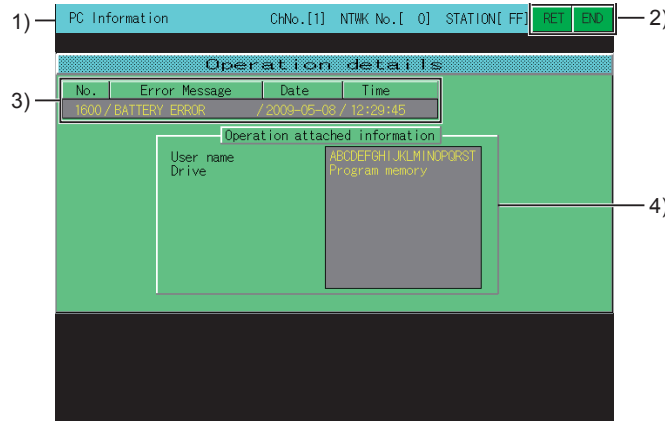 1)
PC Information ChNo.[1] NTWK No.[ 0] STATION[ FF] RET END
2)
Operation details
3)
No. Error Message Date Time
1600 / BATTERY ERROR / 2009-05-08 / 12:29:45
Operation attached information
User name ABCDEFGHIJKLMINOPQRST
Drive Program memory
4)